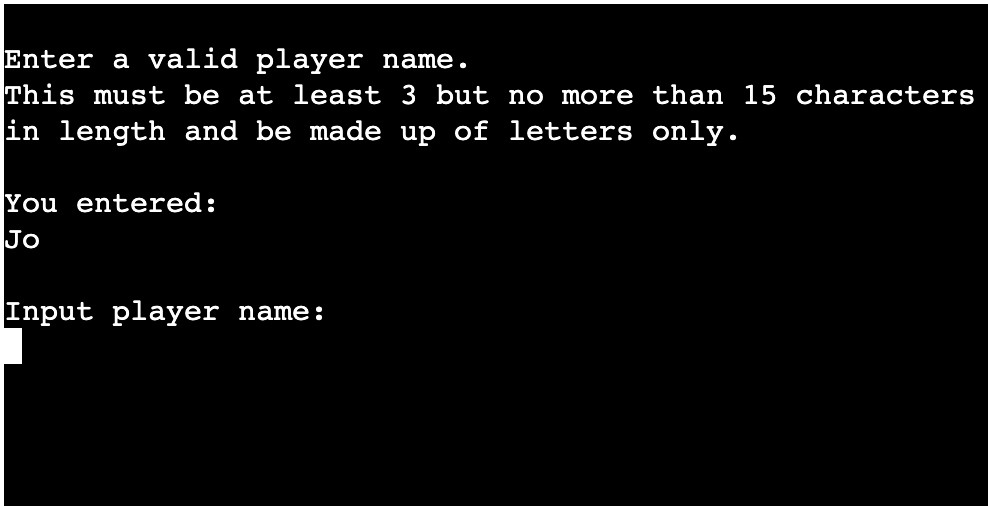 Enter a valid player name.
This must be at least 3 but no more than 15 characters
in length and be made up of letters only.
You entered:
Jo
Input player name: